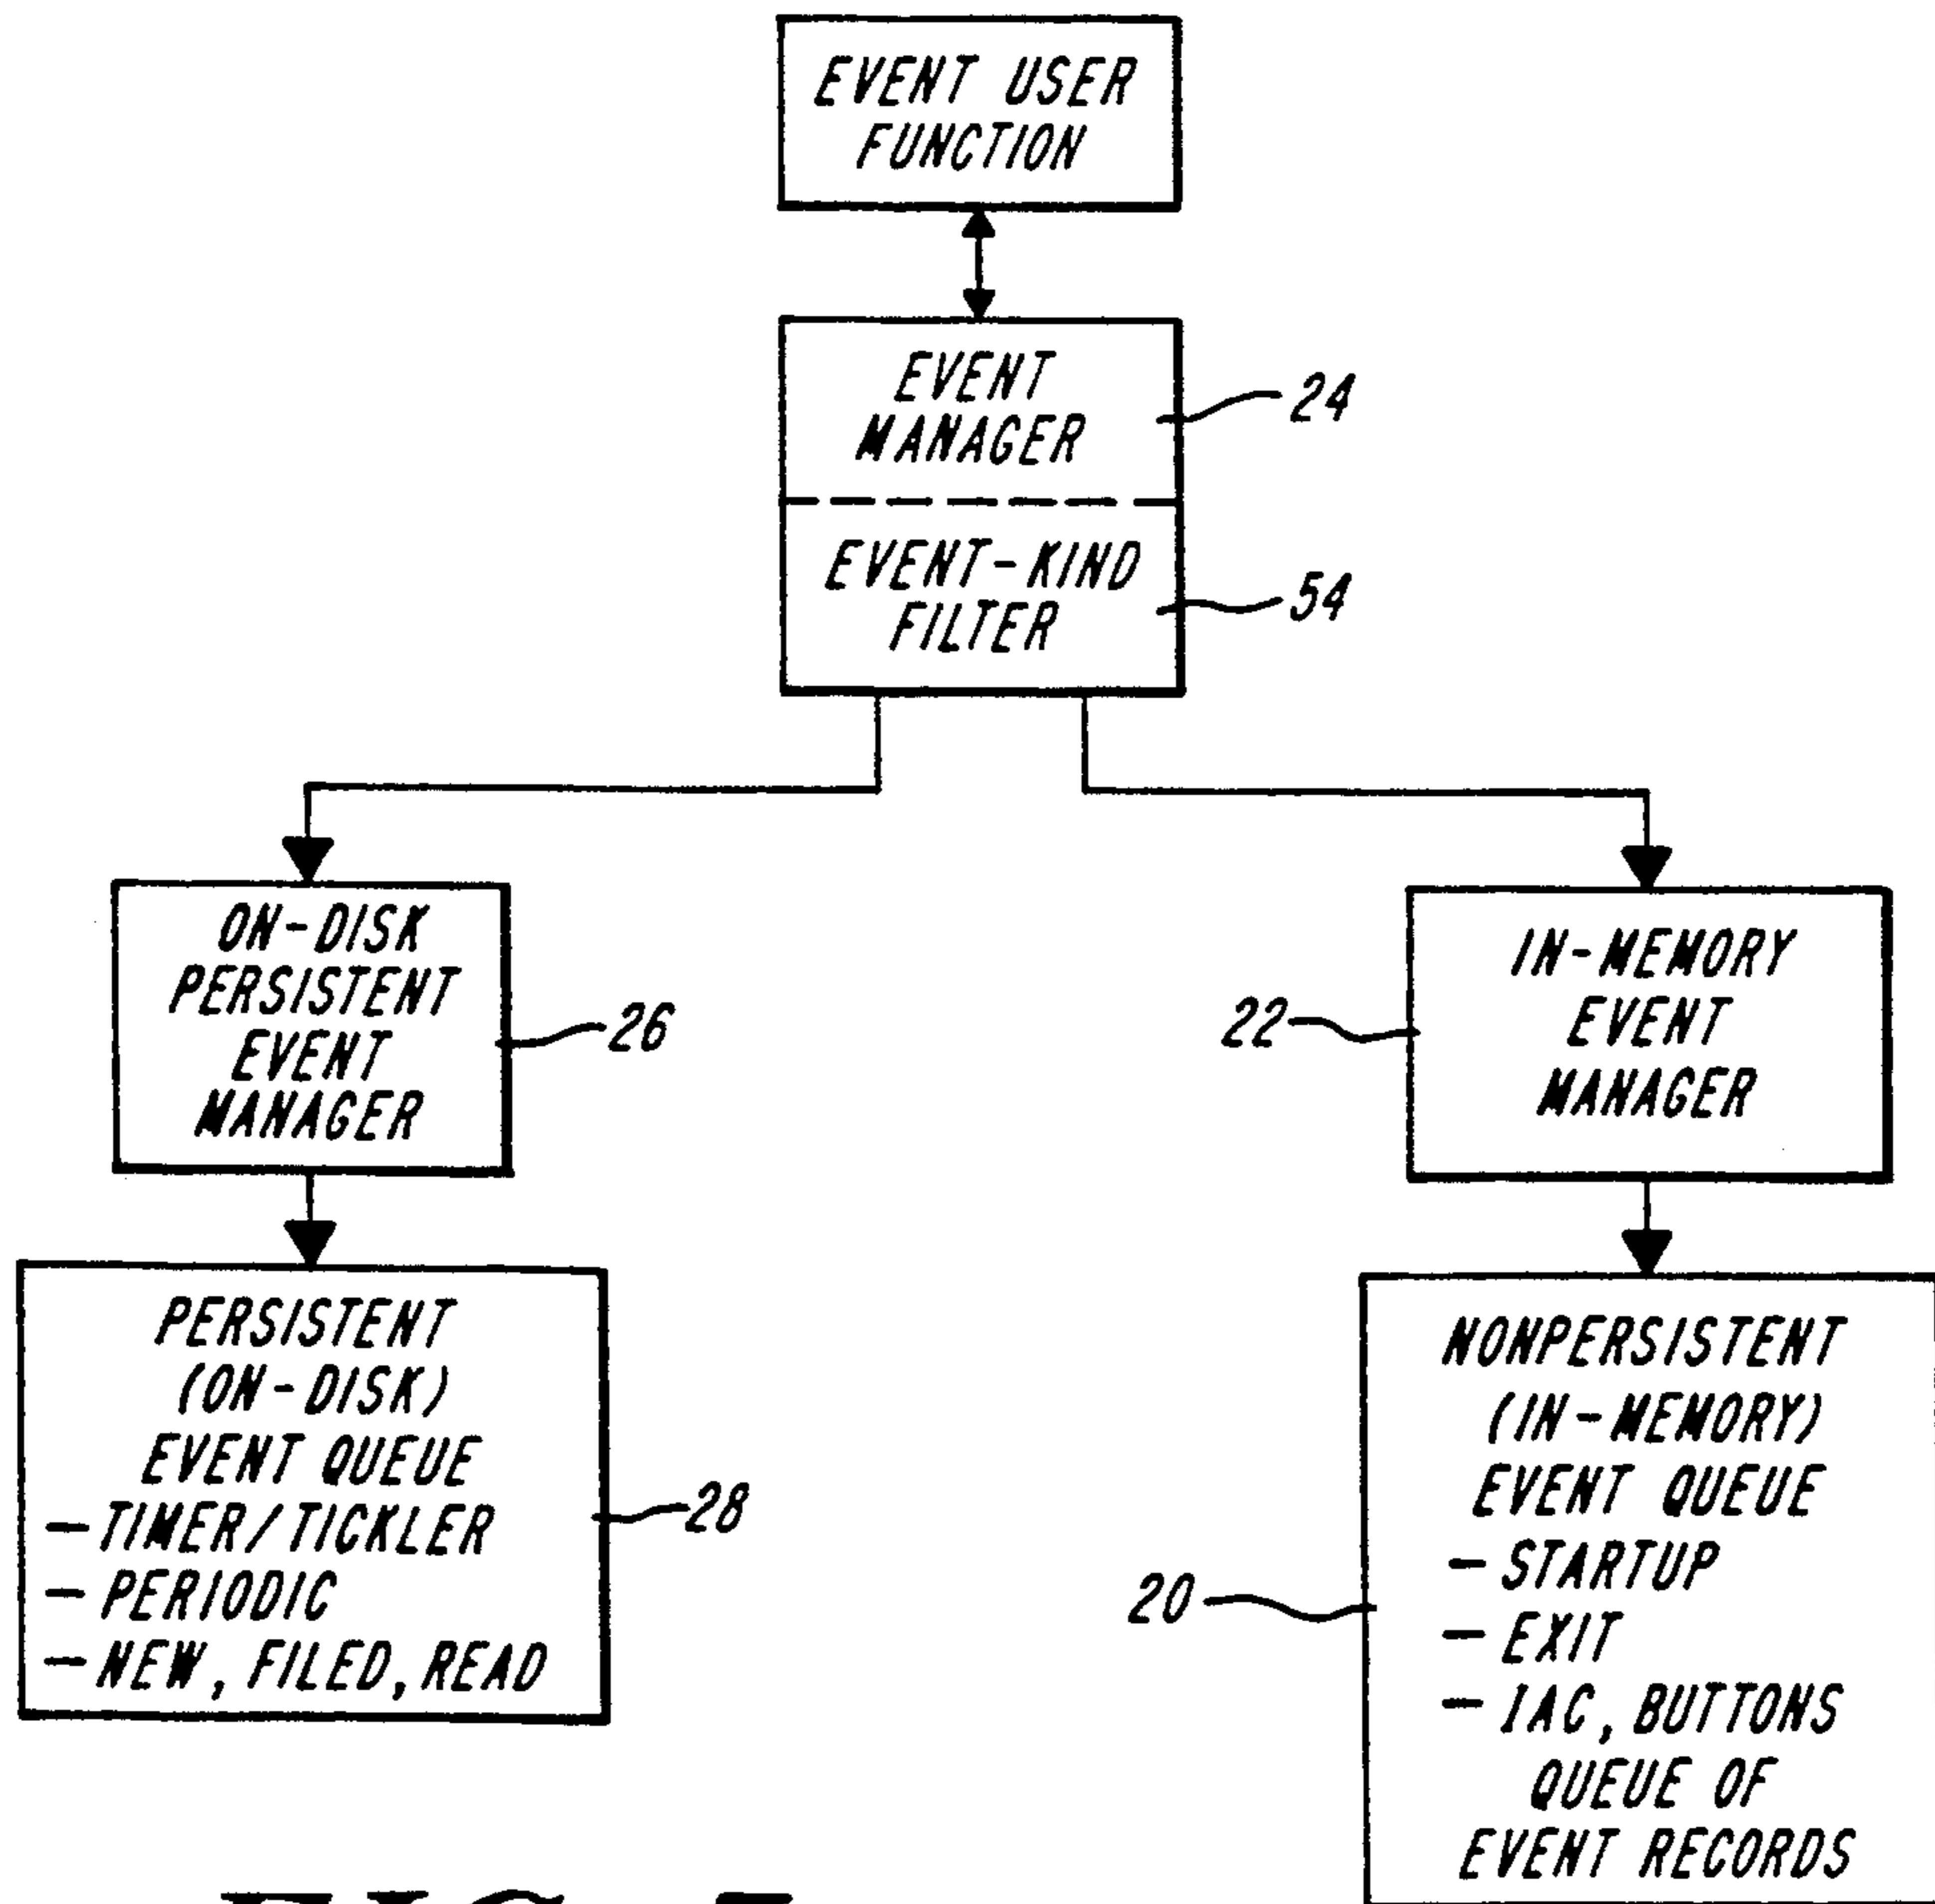 EVENT USER
FUNCTION
EVENT
MANAGER
24
EVENT-KIND
FILTER
54
ON-DISK
PERSISTENT
EVENT
MANAGER
26
IN-MEMORY
EVENT
MANAGER
22
PERSISTENT
(ON-DISK)
EVENT QUEUE
- TIMER/TICKLER
- PERIODIC
- NEW, FILED, READ
28
NONPERSISTENT
(IN-MEMORY)
EVENT QUEUE
- STARTUP
- EXIT
- IAC, BUTTONS
QUEUE OF
EVENT RECORDS
20